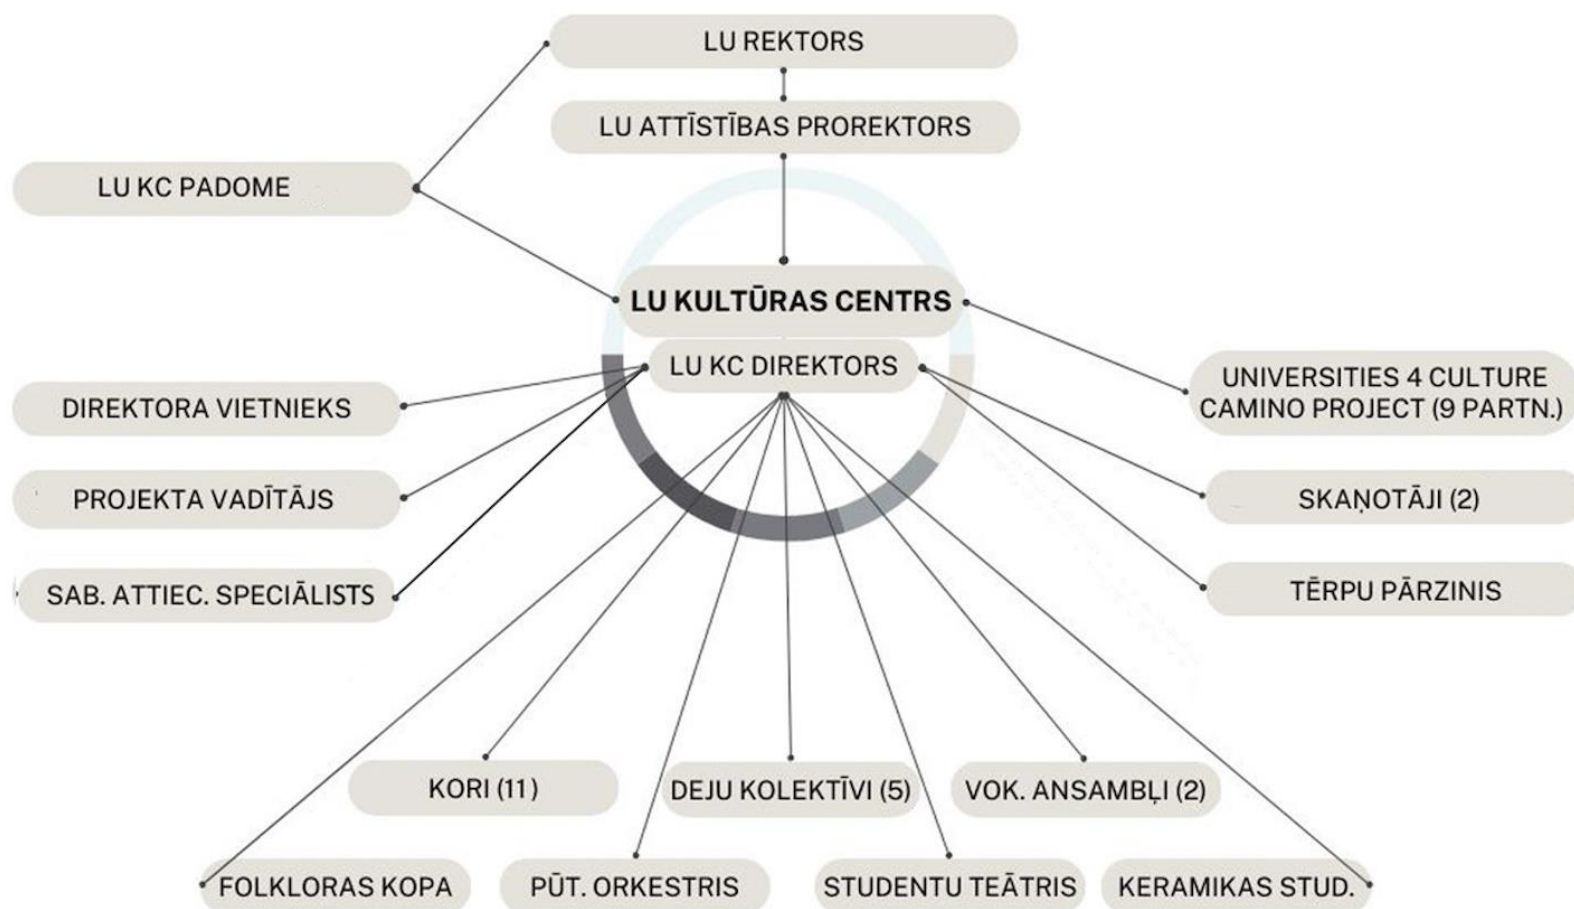 LU REKTORS
LU ATTĪSTĪBAS PROREKTORS
LU KC PADOME
LU KULTŪRAS CENTRS
LU KC DIREKTORS
DIREKTORA VIETNIEKS
PROJEKTA VADĪTĀJS
SAB. ATTIEC. SPECIĀLISTS
UNIVERSITIES 4 CULTURE
CAMINO PROJECT (9 PARTN.)
SKAŅOTĀJI (2)
TĒRPU PĀRZINIS
KORI (11)
DEJU KOLEKTĪVI (5)
VOK. ANSAMBĻI (2)
FOLKLORAS KOPA
PŪT. ORKESTRIS
STUDENTU TEĀTRIS
KERAMIKAS STUD.